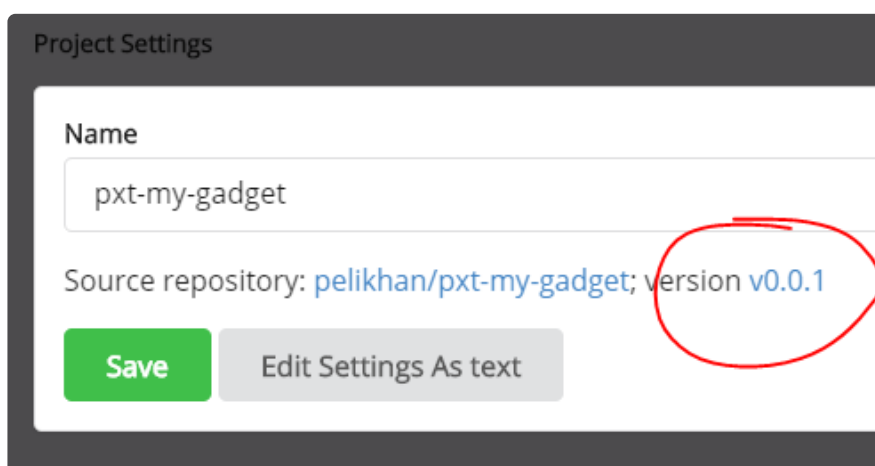 Project Settings
Name
pxt-my-gadget
Source repository: pelikhan/pxt-my-gadget; version v0.0.1
Save
Edit Settings As text